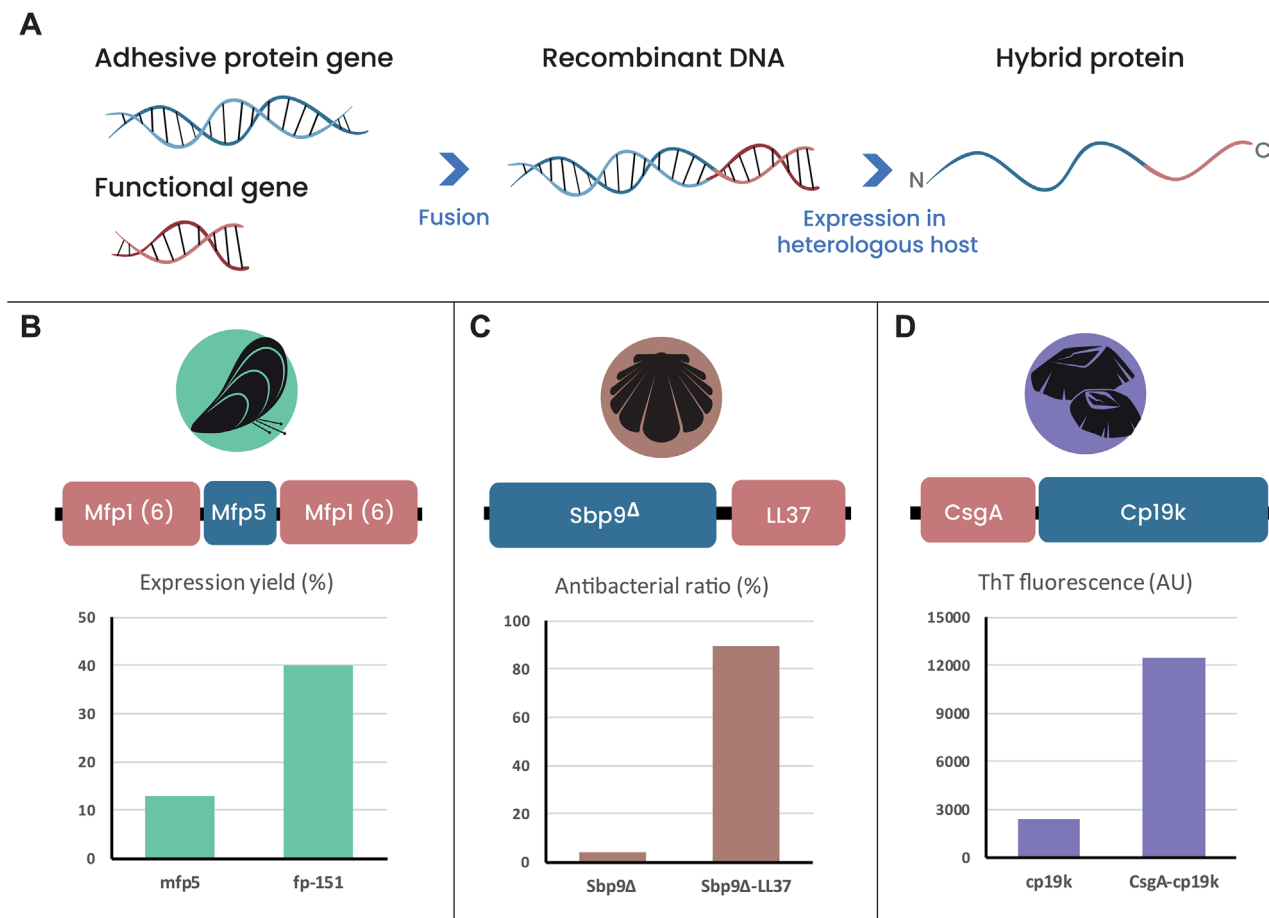 A
Adhesive protein gene
Recombinant DNA
Hybrid protein
Functional gene
Fusion
Expression in
heterologous host
N
C
B
Mfp1 (6)
Mfp5
Mfp1 (6)
Expression yield (%)
50
40
30
20
10
0
mfp5
fp-151
C
Sbp9Δ
LL37
Antibacterial ratio (%)
100
80
60
40
20
0
Sbp9Δ
Sbp9Δ-LL37
D
CsgA
Cp19k
ThT fluorescence (AU)
15000
12000
9000
6000
3000
0
cp19k
CsgA-cp19k